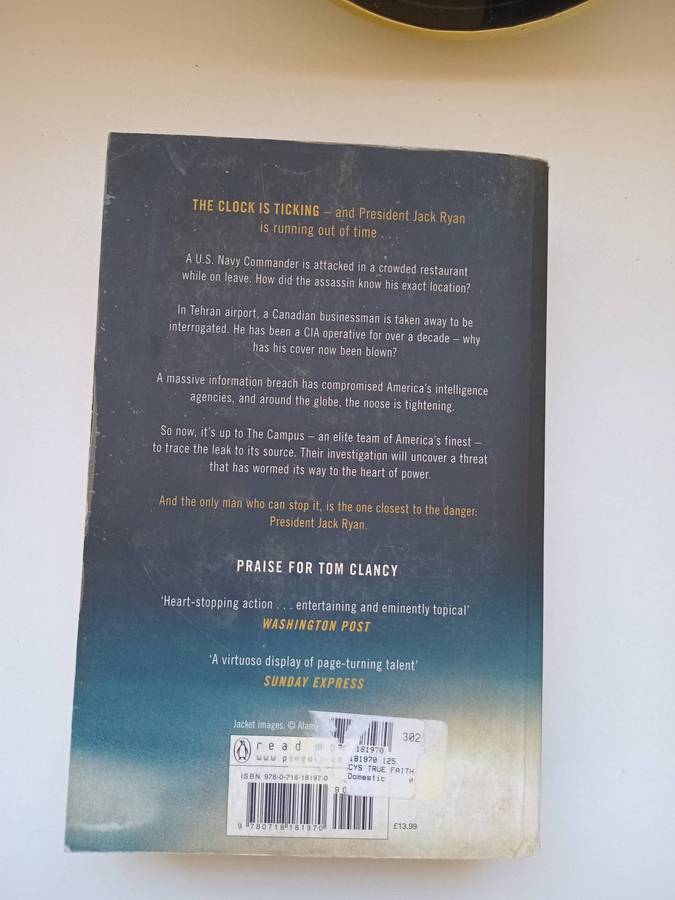 THE CLOCK IS TICKING – and President Jack Ryan
is running out of time . . .
A U.S. Navy Commander is attacked in a crowded restaurant
while on leave. How did the assassin know his exact location?
In Tehran airport, a Canadian businessman is taken away to be
interrogated. He has been a CIA operative for over a decade – why
has his cover now been blown?
A massive information breach has compromised America's intelligence
agencies, and around the globe, the noose is tightening.
So now, it's up to The Campus – an elite team of America's finest –
to trace the leak to its source. Their investigation will uncover a threat
that has wormed its way to the heart of power.
And the only man who can stop it, is the one closest to the danger:
President Jack Ryan.
PRAISE FOR TOM CLANCY
'Heart-stopping action . . . entertaining and eminently topical'
WASHINGTON POST
'A virtuoso display of page-turning talent'
SUNDAY EXPRESS
Jacket images: ©
302
181970
read
181970 125
CYS TRUE FAITH
Domestic 0
ISBN 978-0-718-18197-0
9 780718 181970
£13.99